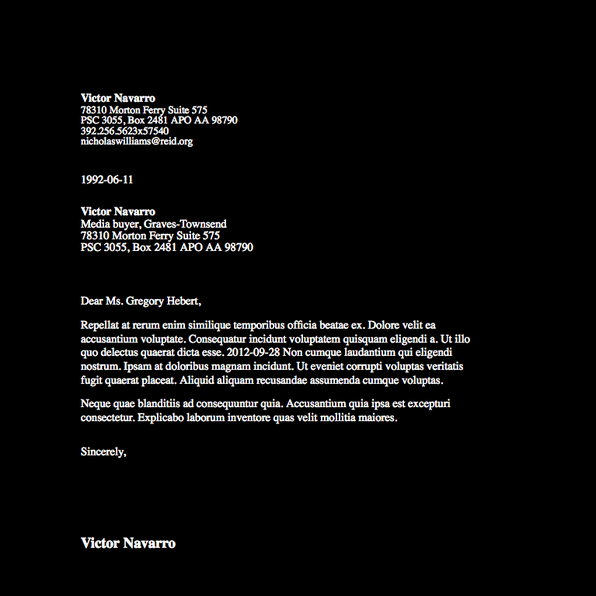 Victor Navarro
78310 Morton Ferry Suite 575
PSC 3055, Box 2481 APO AA 98790
392.256.5623x57540
nicholaswilliams@reid.org
1992-06-11
Victor Navarro
Media buyer, Graves-Townsend
78310 Morton Ferry Suite 575
PSC 3055, Box 2481 APO AA 98790
Dear Ms. Gregory Hebert,
Repellat at rerum enim similique temporibus officia beatae ex. Dolore velit ea
accusantium voluptate. Consequatur incidunt voluptatem quisquam eligendi a. Ut illo
quo delectus quaerat dicta esse. 2012-09-28 Non cumque laudantium qui eligendi
nostrum. Ipsam at doloribus magnam incidunt. Ut eveniet corrupti voluptas veritatis
fugit quaerat placeat. Aliquid aliquam recusandae assumenda cumque voluptas.
Neque quae blanditiis ad consequuntur quia. Accusantium quia ipsa est excepturi
consectetur. Explicabo laborum inventore quas velit mollitia maiores.
Sincerely,
Victor Navarro